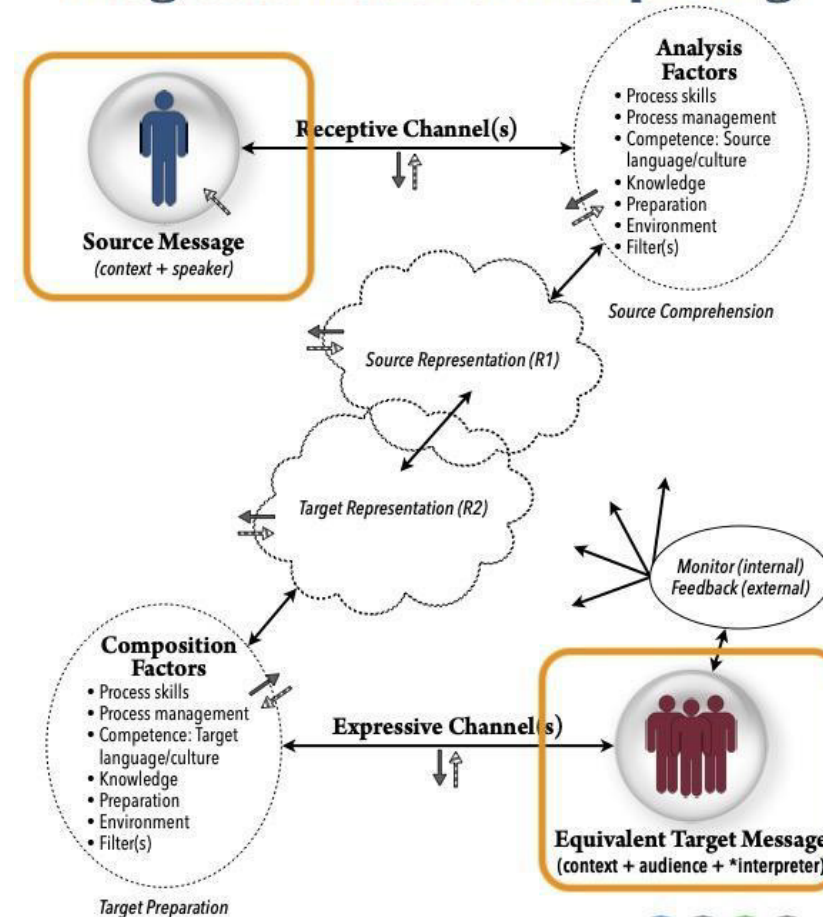 Analysis
Factors
• Process skills
• Process management
• Competence: Source
language/culture
• Knowledge
• Preparation
• Environment
• Filter(s)
Source Comprehension
Receptive Channel(s)
Source Message
(context + speaker)
Source Representation (R1)
Target Representation (R2)
Monitor (internal)
Feedback (external)
Composition
Factors
• Process skills
• Process management
• Competence: Target
language/culture
• Knowledge
• Preparation
• Environment
• Filter(s)
Target Preparation
Expressive Channel(s)
Equivalent Target Message
(context + audience + *interpreter)